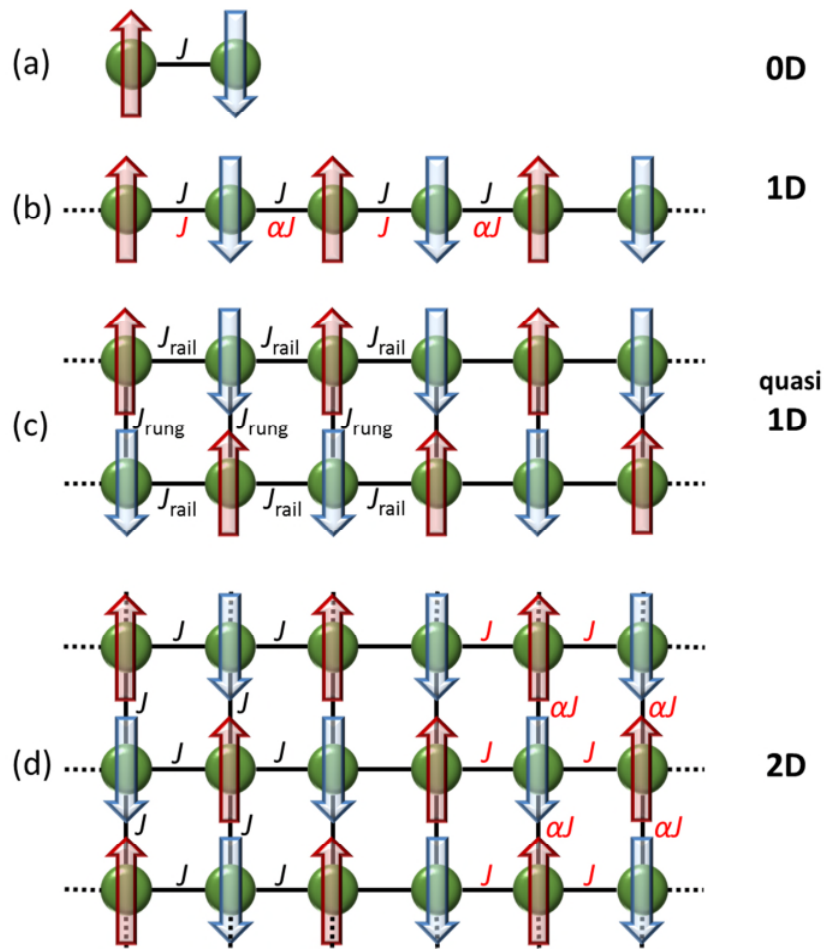 (a) J 0D
J J J J 1D
(b)
J αJ J αJ
J_rail J_rail J_rail
quasi
(c) J_rung J_rung J_rung 1D
J_rail J_rail J_rail
J J J J
J J αJ αJ
(d) J J J J 2D
J J αJ αJ
J J J J